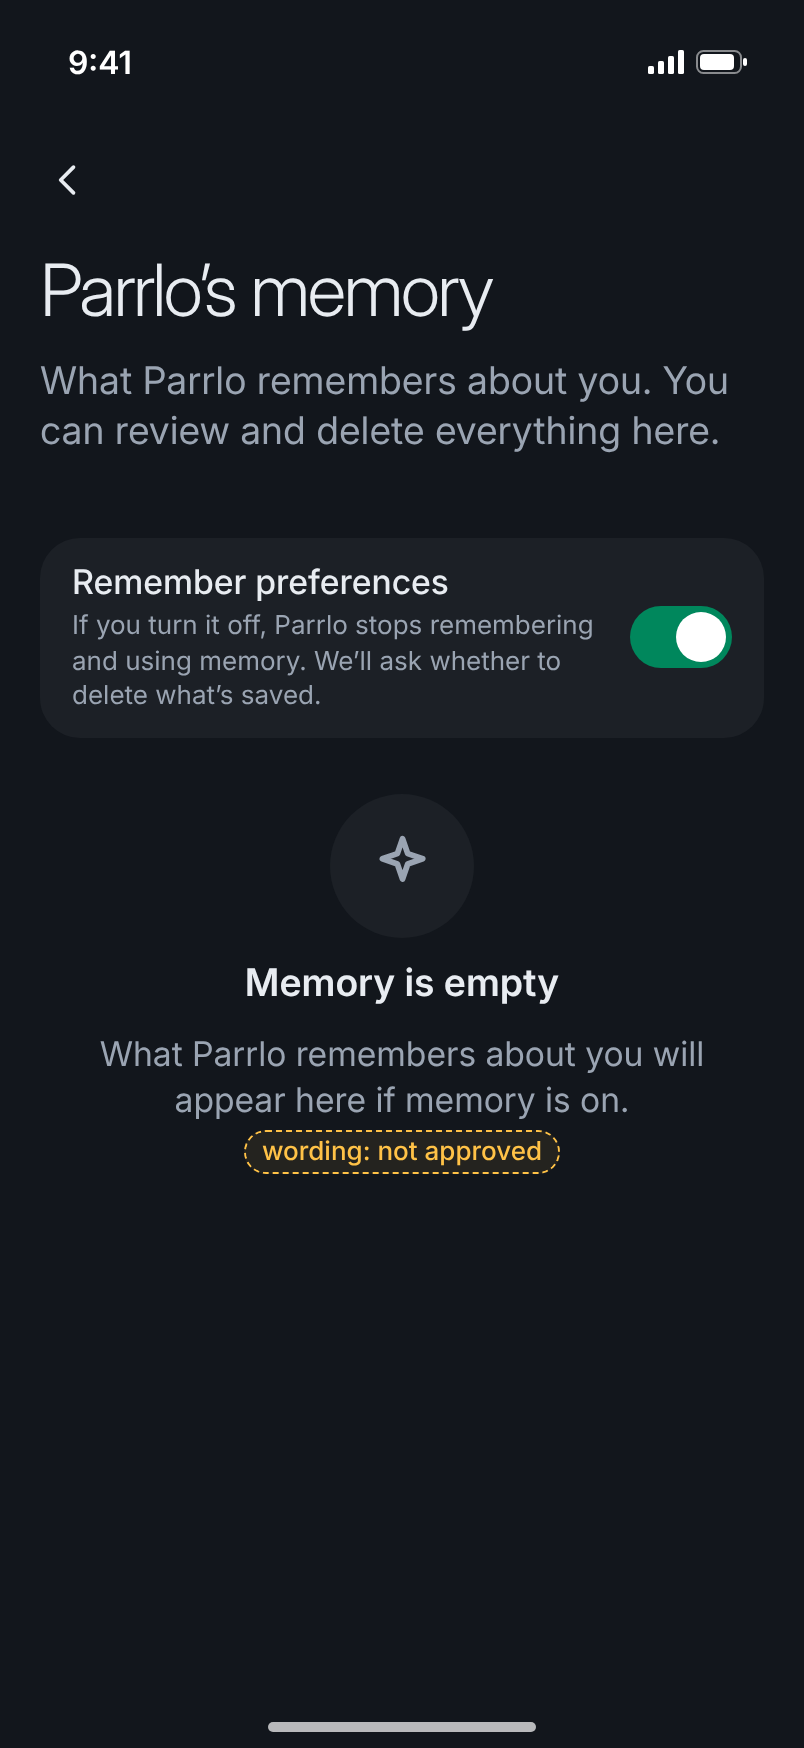 9:41
Parrlo’s memory
What Parrlo remembers about you. You
can review and delete everything here.
Remember preferences
If you turn it off, Parrlo stops remembering
and using memory. We’ll ask whether to
delete what’s saved.
Memory is empty
What Parrlo remembers about you will
appear here if memory is on.
wording: not approved